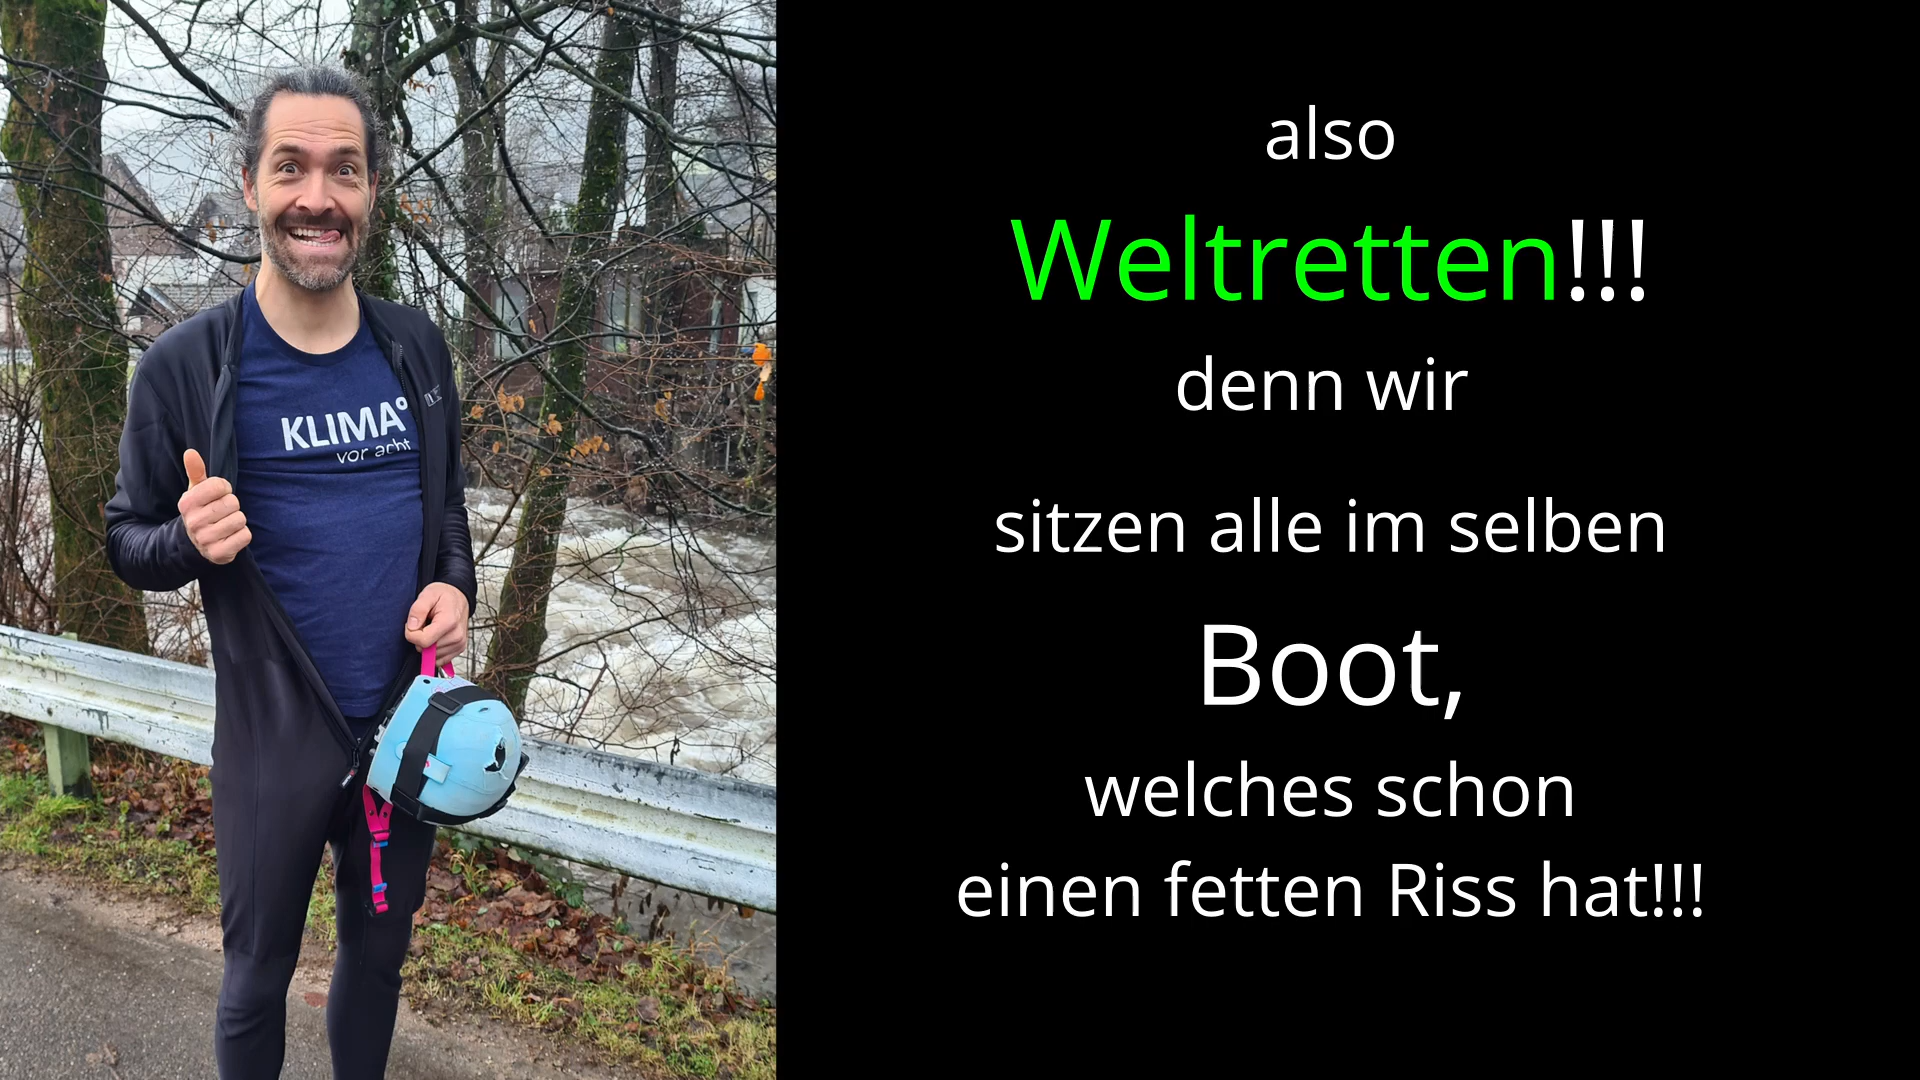 KLIMA°
vor acht
also
Weltretten!!!
denn wir
sitzen alle im selben
Boot,
welches schon
einen fetten Riss hat!!!